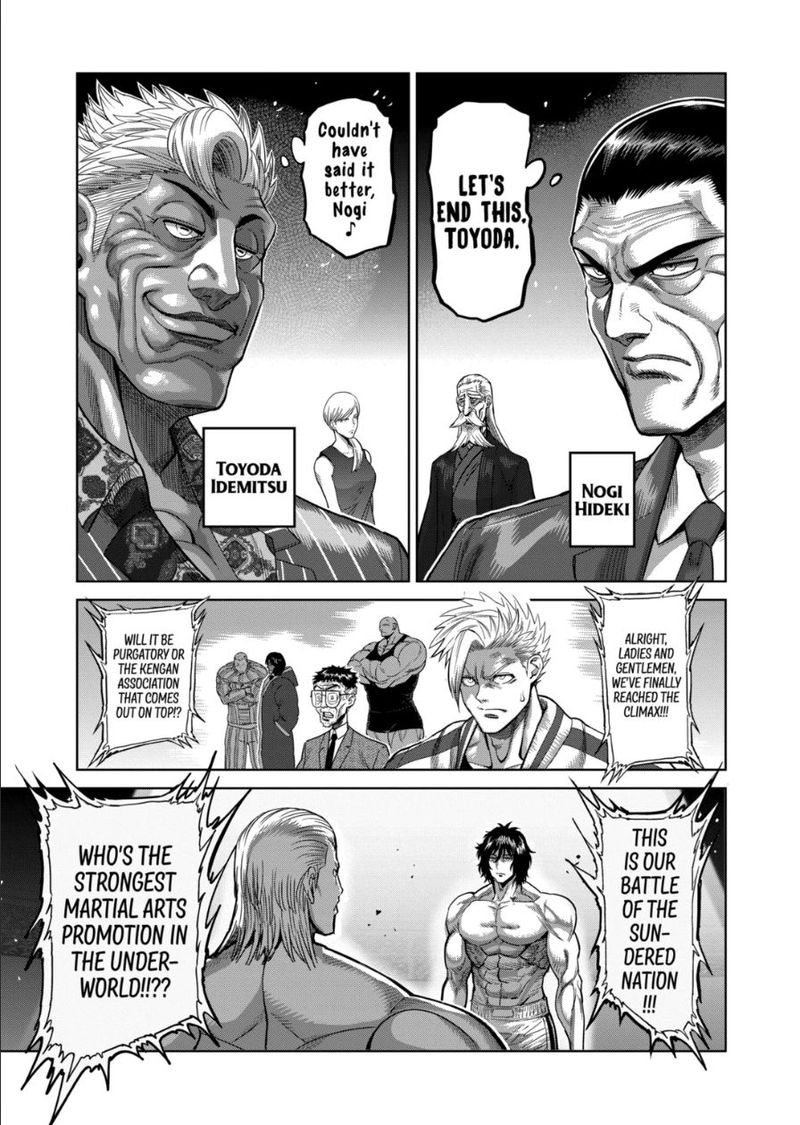 LET'S
END THIS,
TOYODA.
NOGI
HIDEKI
Couldn't
have
said it
better,
Nogi
♪
TOYODA
IDEMITSU
ALRIGHT,
LADIES AND
GENTLEMEN,
WE'VE FINALLY
REACHED THE
CLIMAX!!!
WILL IT BE
PURGATORY OR
THE KENGAN
ASSOCIATION
THAT COMES
OUT ON TOP!?
THIS
IS OUR
BATTLE
OF THE
SUN-
DERED
NATION
!!!
WHO'S THE
STRONGEST
MARTIAL ARTS
PROMOTION IN
THE UNDER-
WORLD!!??